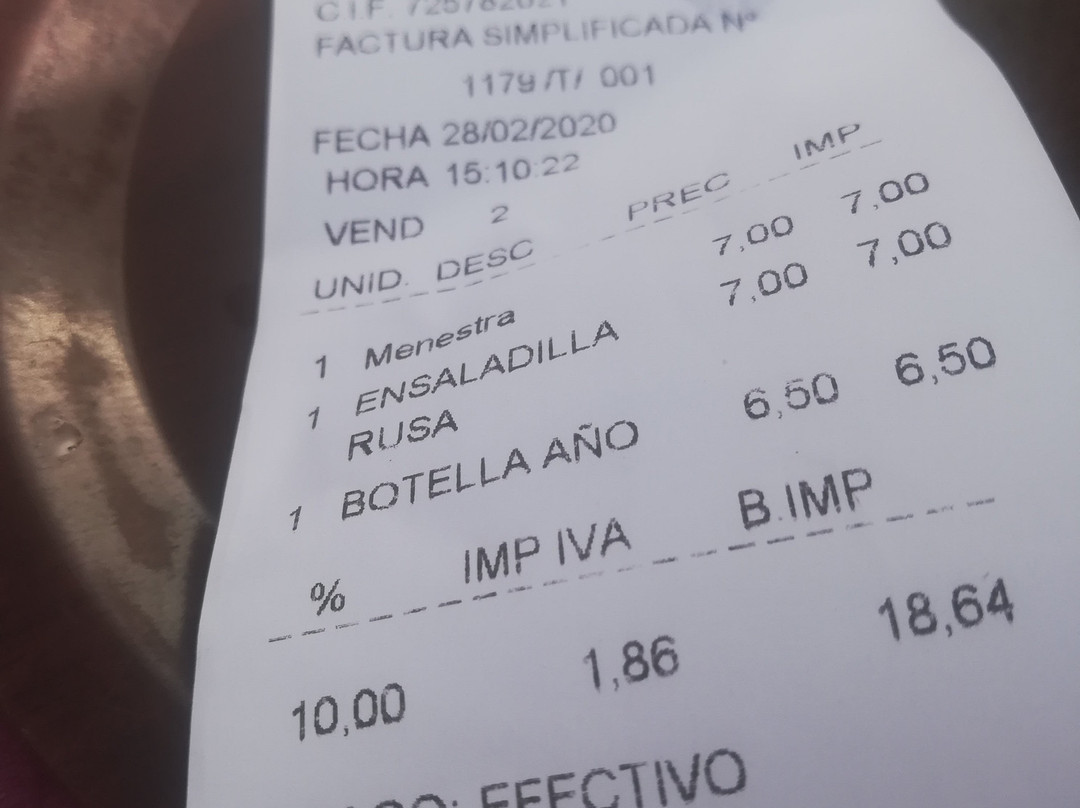 C.I.F.
FACTURA SIMPLIFICADA Nº
1179 /T/ 001
FECHA 28/02/2020
HORA 15:10:22
VEND 2
UNID. DESC PREC IMP
1 Menestra 7,00 7,00
1 ENSALADILLA 7,00 7,00
RUSA
1 BOTELLA AÑO 6,50 6,50
% IMP IVA B.IMP
10,00 1,86 18,64
EFECTIVO